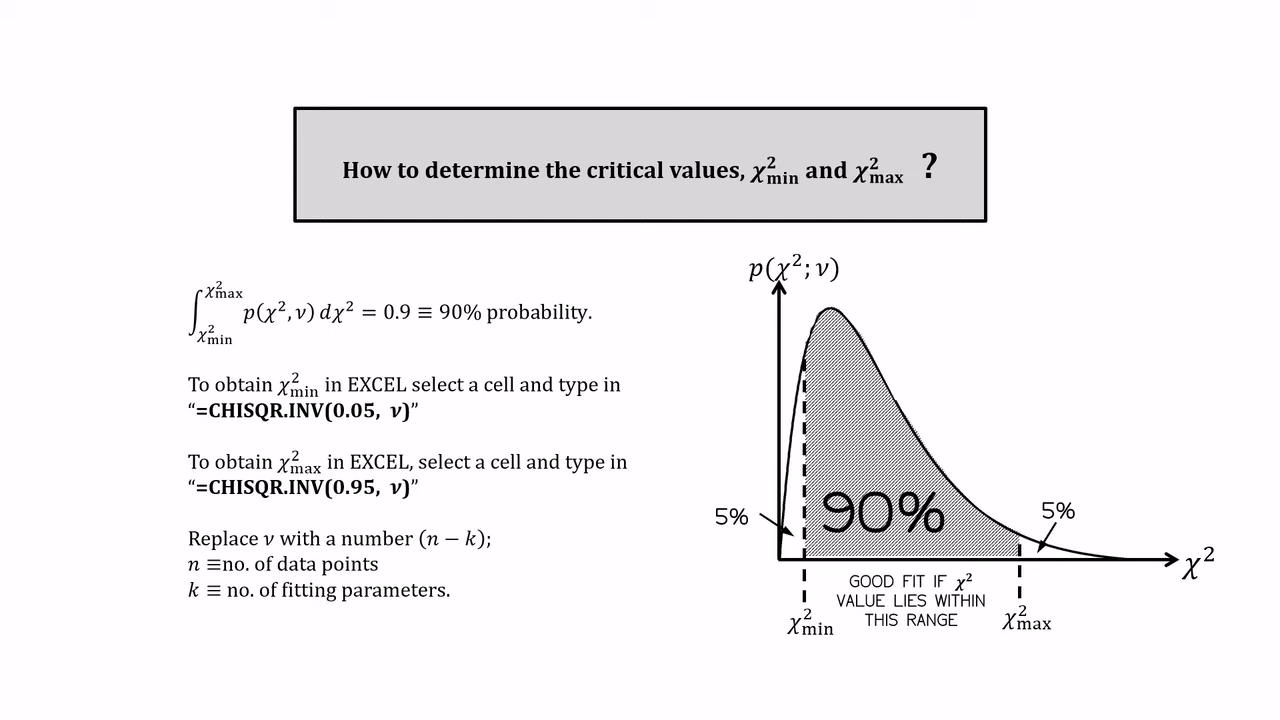 How to determine the critical values, χ²min and χ²max ?
∫ χ²max χ²min p(χ², ν) dχ² = 0.9 ≡ 90% probability.
To obtain χ²min in EXCEL select a cell and type in
“=CHISQR.INV(0.05, ν)”
To obtain χ²max in EXCEL, select a cell and type in
“=CHISQR.INV(0.95, ν)”
Replace ν with a number (n − k);
n ≡no. of data points
k ≡ no. of fitting parameters.
p(χ²; ν)
5%
90%
5%
χ²
GOOD FIT IF χ²
VALUE LIES WITHIN
THIS RANGE
χ²min
χ²max